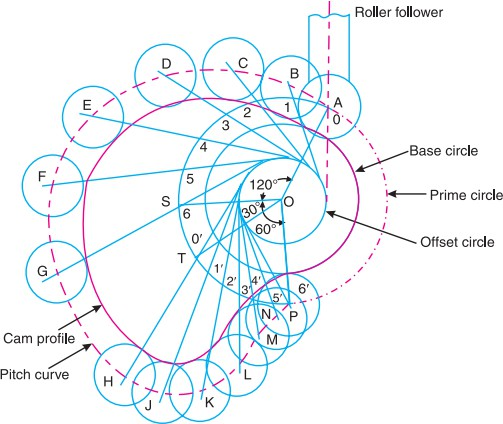 Roller follower
D
C
B
A
E
2
1
0
3
4
Base circle
F
5
120°
Prime circle
S
6
30°
O
60°
Offset circle
0′
G
T
1′
2′
4′
6′
3′
5′
N
P
Cam profile
M
Pitch curve
H
L
J
K